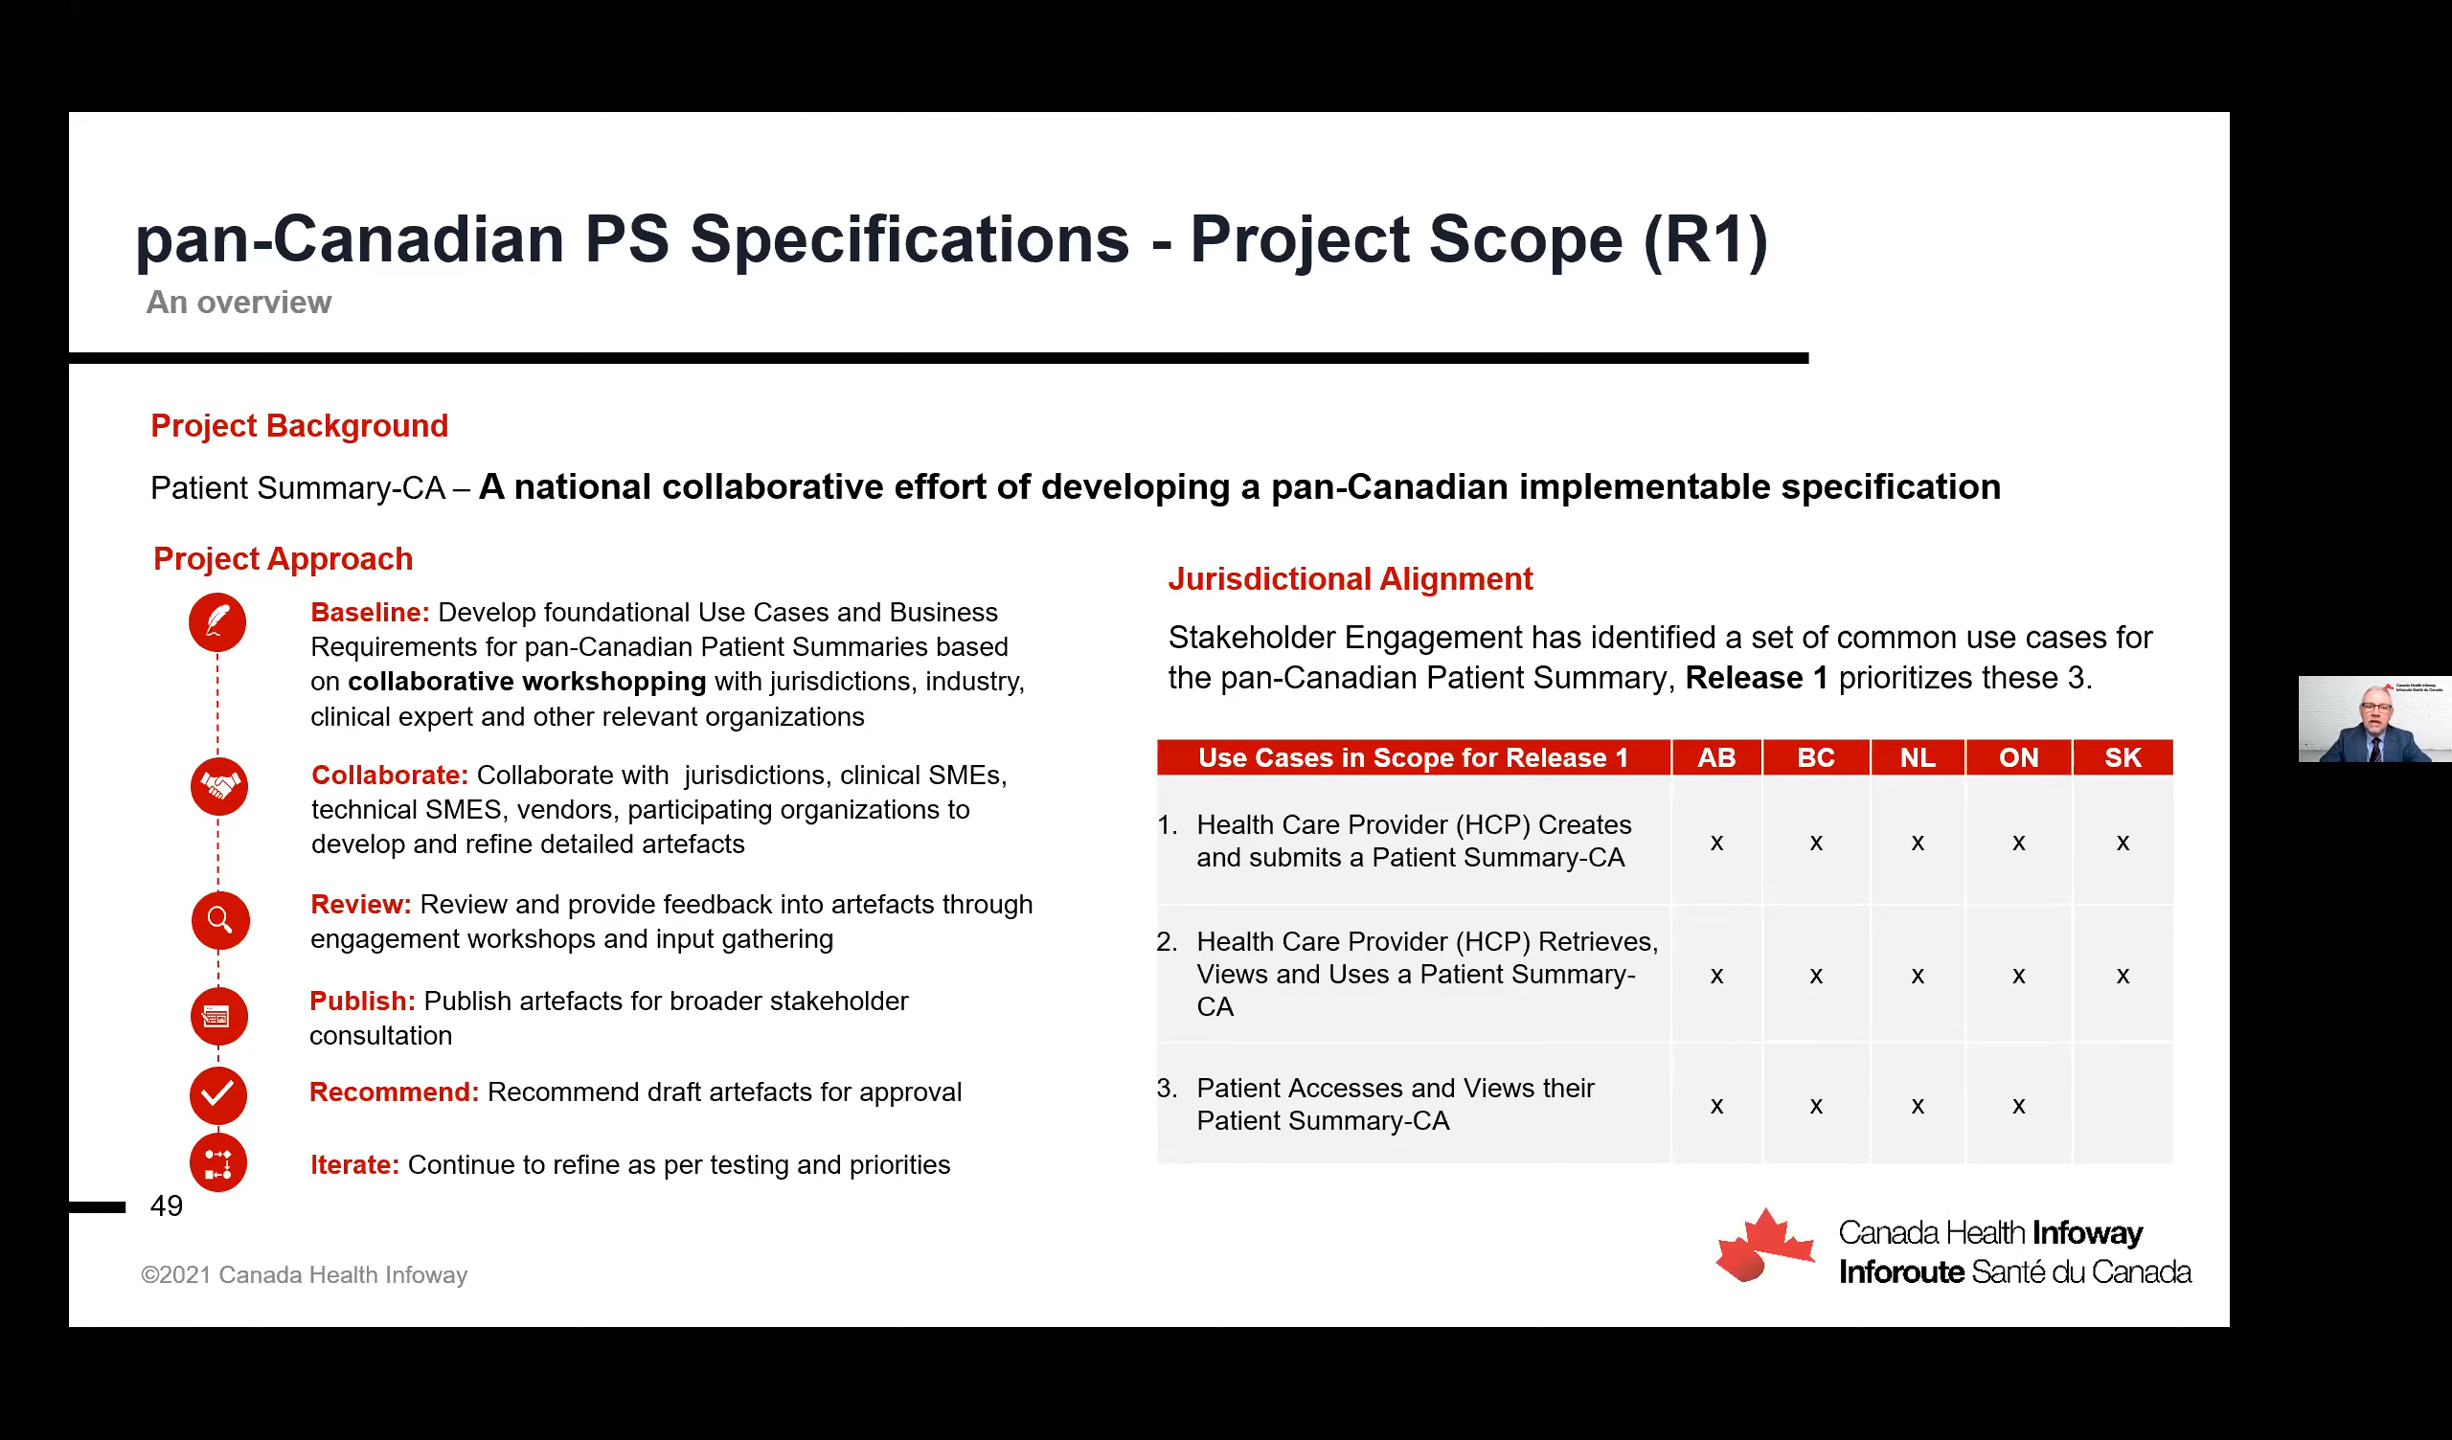 pan-Canadian PS Specifications - Project Scope (R1)
An overview
Project Background
Patient Summary-CA – A national collaborative effort of developing a pan-Canadian implementable specification
Project Approach
Baseline: Develop foundational Use Cases and Business
Requirements for pan-Canadian Patient Summaries based
on collaborative workshopping with jurisdictions, industry,
clinical expert and other relevant organizations
Collaborate: Collaborate with  jurisdictions, clinical SMEs,
technical SMES, vendors, participating organizations to
develop and refine detailed artefacts
Review: Review and provide feedback into artefacts through
engagement workshops and input gathering
Publish: Publish artefacts for broader stakeholder
consultation
Recommend: Recommend draft artefacts for approval
Iterate: Continue to refine as per testing and priorities
Jurisdictional Alignment
Stakeholder Engagement has identified a set of common use cases for
the pan-Canadian Patient Summary, Release 1 prioritizes these 3.
Use Cases in Scope for Release 1 AB BC NL ON SK
1. Health Care Provider (HCP) Creates
and submits a Patient Summary-CA
x x x x x
2. Health Care Provider (HCP) Retrieves,
Views and Uses a Patient Summary-
CA
x x x x x
3. Patient Accesses and Views their
Patient Summary-CA
x x x x
49
©2021 Canada Health Infoway
Canada Health Infoway
Inforoute Santé du Canada
Canada Health Infoway
Inforoute Santé du Canada